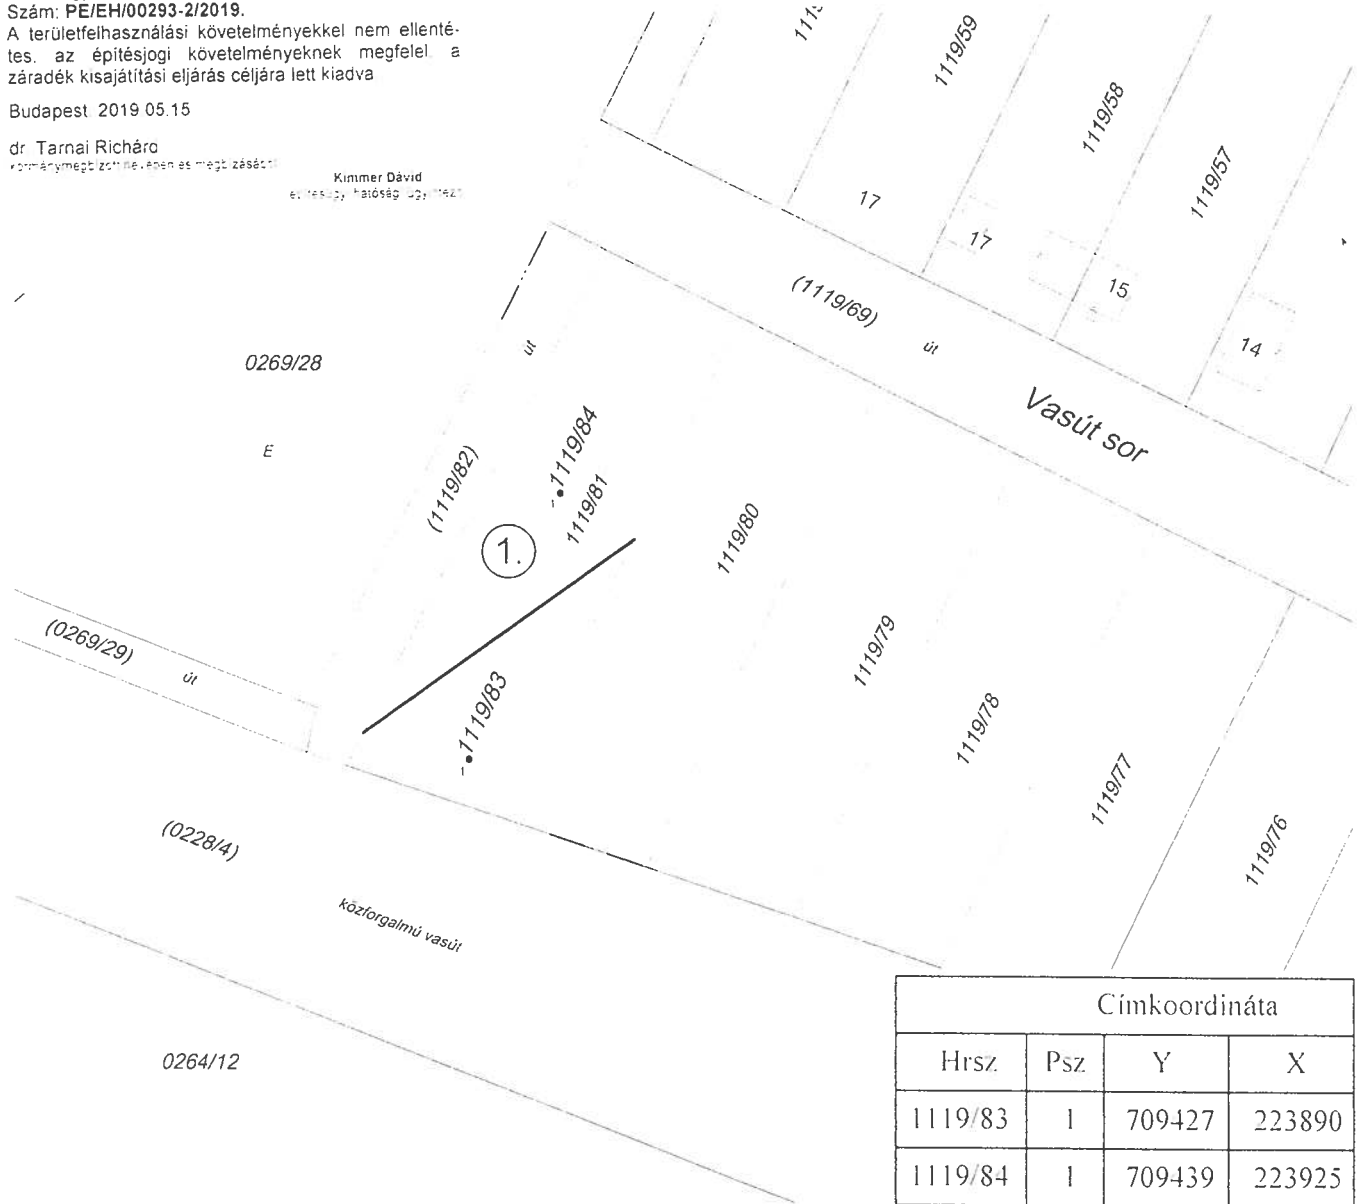 Szám: PE/EH/00293-2/2019.
A területfelhasználási követelményekkel nem ellenté-
tes. az építésjogi követelményeknek megfelel. a
záradék kisajátítási eljárás céljára lett kiadva
Budapest 2019 05.15
dr Tarnai Richárd
Kimmer Dávid
1119/59
1119/58
1119/57
17
17
15
14
(1119/69)
út
Vasút sor
út
0269/28
E
(1119/82)
1119/84
1119/81
1.
1119/80
(0269/29)
út
1119/83
1
1119/79
1119/78
1119/77
1119/76
(0228/4)
közforgalmú vasút
0264/12
Címkoordináta
Hrsz Psz Y X
1119/83 1 709427 223890
1119/84 1 709439 223925